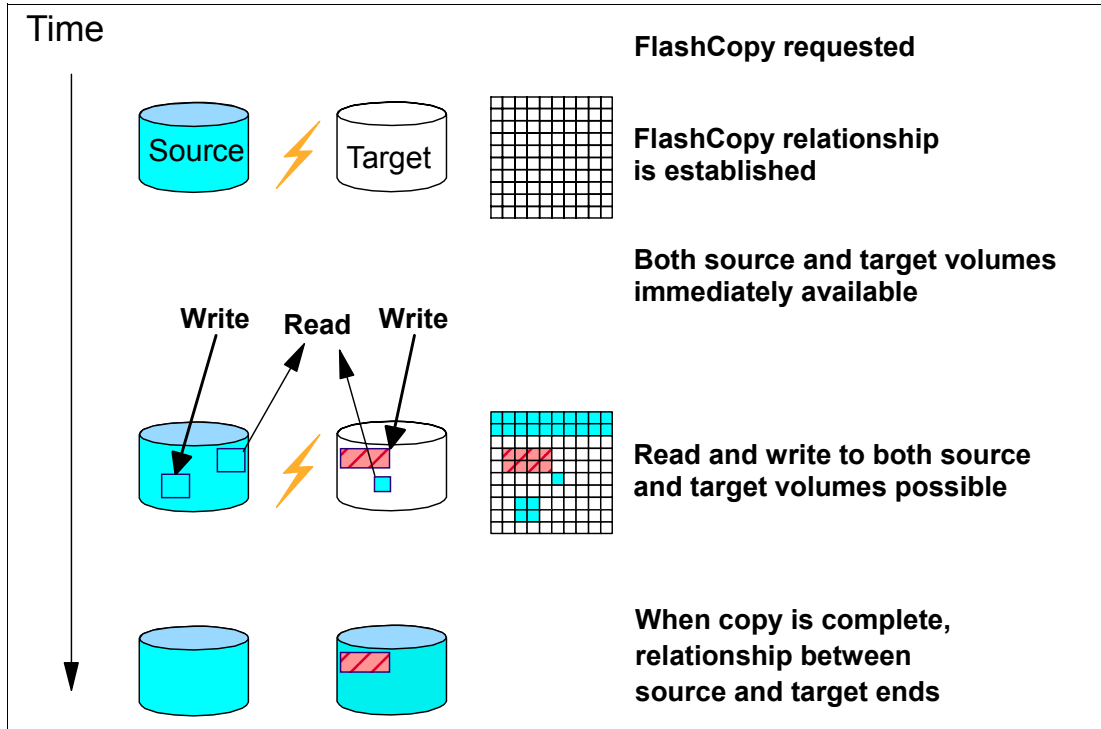 Time
FlashCopy requested
Source
Target
FlashCopy relationship
is established
Both source and target volumes
immediately available
Write
Read
Write
Read and write to both source
and target volumes possible
When copy is complete,
relationship between
source and target ends